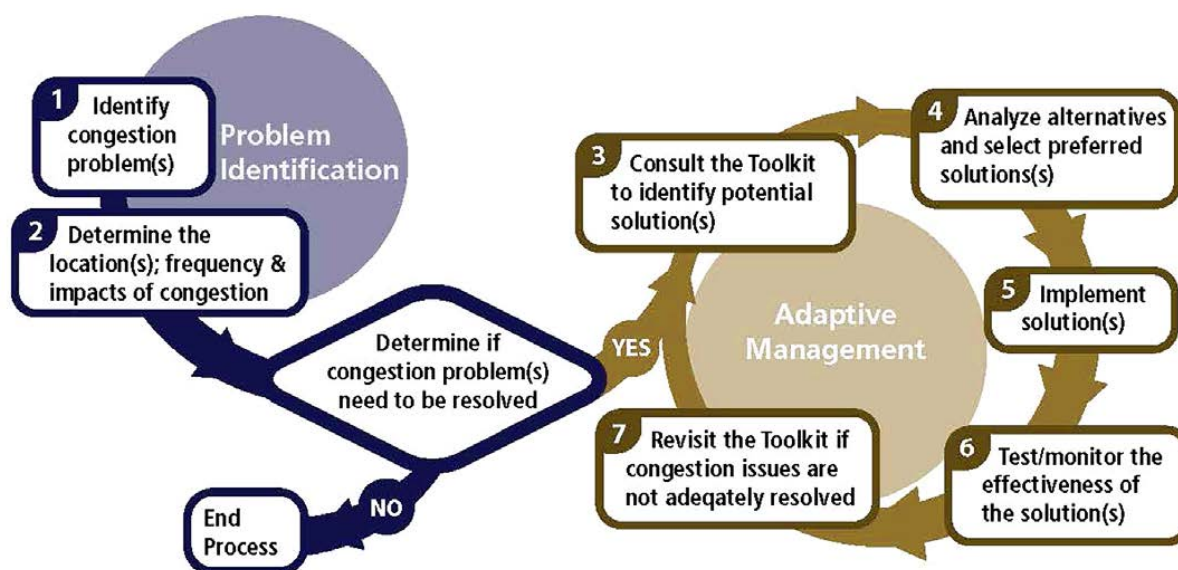 Problem
Identification
1 Identify
congestion
problem(s)
2 Determine the
location(s); frequency &
impacts of congestion
Determine if
congestion problem(s)
need to be resolved
NO
End
Process
YES
Adaptive
Management
3 Consult the Toolkit
to identify potential
solution(s)
4 Analyze alternatives
and select preferred
solutions(s)
5 Implement
solution(s)
6 Test/monitor the
effectiveness of
the solution(s)
7 Revisit the Toolkit if
congestion issues are
not adeqately resolved